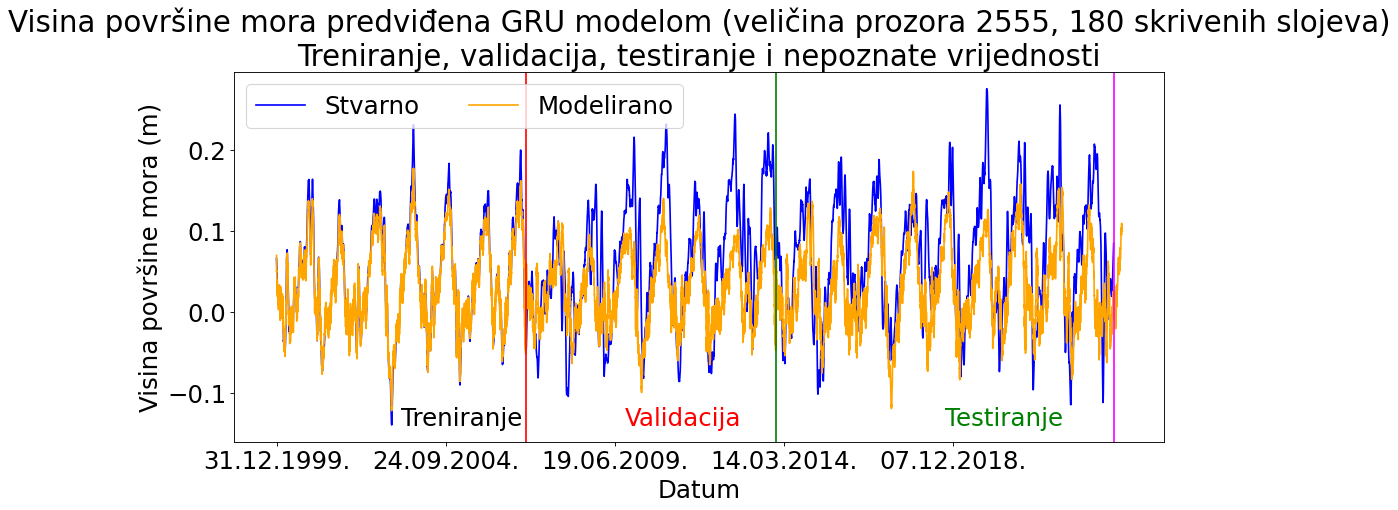 Visina površine mora predviđena GRU modelom (veličina prozora 2555, 180 skrivenih slojeva)
Treniranje, validacija, testiranje i nepoznate vrijednosti
Stvarno
Modelirano
Visina površine mora (m)
0.2
0.1
0.0
−0.1
Treniranje
Validacija
Testiranje
31.12.1999.
24.09.2004.
19.06.2009.
14.03.2014.
07.12.2018.
Datum